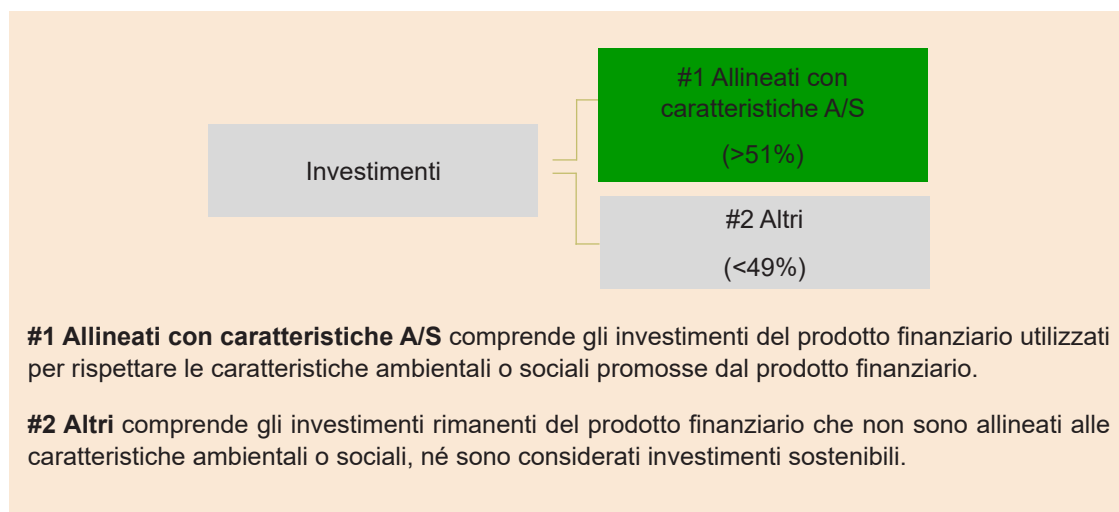 #1 Allineati con
caratteristiche A/S
(>51%)
Investimenti
#2 Altri
(<49%)
#1 Allineati con caratteristiche A/S comprende gli investimenti del prodotto finanziario utilizzati
per rispettare le caratteristiche ambientali o sociali promosse dal prodotto finanziario.
#2 Altri comprende gli investimenti rimanenti del prodotto finanziario che non sono allineati alle
caratteristiche ambientali o sociali, né sono considerati investimenti sostenibili.